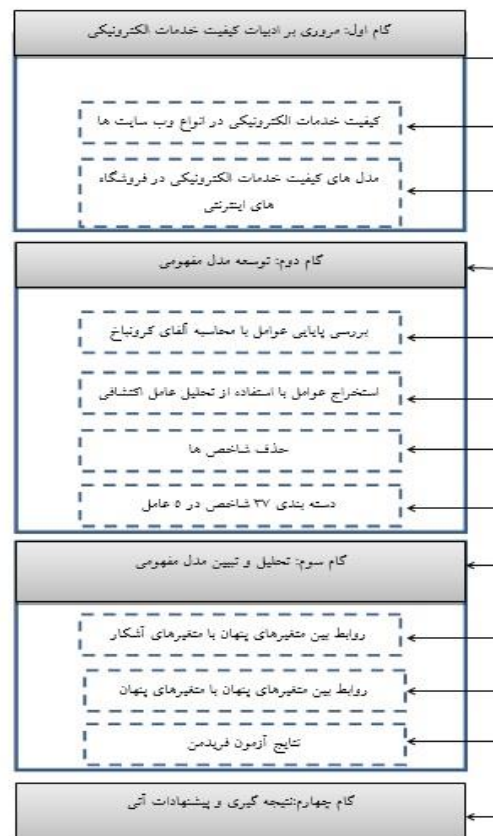 گام اول: مروری بر ادبیات کیفیت خدمات الکترونیکی
کیفیت خدمات الکترونیکی در انواع وب سایت ها
مدل های کیفیت خدمات الکترونیکی در فروشگاه
های اینترنتی
گام دوم: توسعه مدل مفهومی
بررسی پایایی عوامل با محاسبه آلفای کرونباخ
استخراج عوامل با استفاده از تحلیل عامل اکتشافی
حذف شاخص ها
دسته بندی ۳۷ شاخص در ۵ عامل
گام سوم: تحلیل و تبیین مدل مفهومی
روابط بین متغیرهای پنهان با متغیرهای آشکار
روابط بین متغیرهای پنهان با متغیرهای پنهان
نتایج آزمون فریدمن
گام چهارم:نتیجه گیری و پیشنهادات آتی